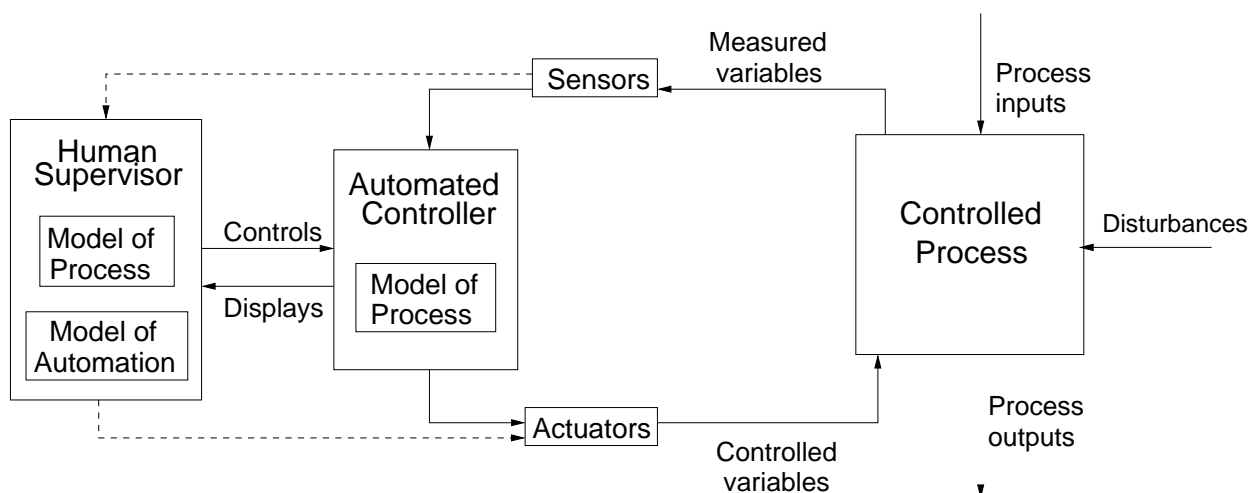 Measured
variables
Sensors
Process
inputs
Human
Supervisor
Model of
Process
Model of
Automation
Controls
Displays
Automated
Controller
Model of
Process
Controlled
Process
Disturbances
Actuators
Controlled
variables
Process
outputs